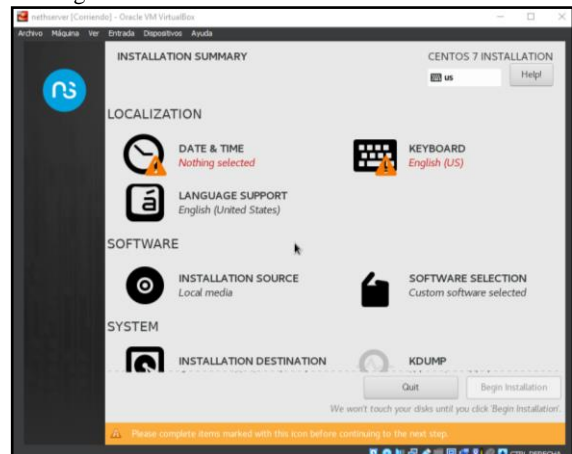 nethserver [Corriendo] - Oracle VM VirtualBox
Archivo Máquina Ver Entrada Dispositivos Ayuda
INSTALLATION SUMMARY
CENTOS 7 INSTALLATION
us
Help!
LOCALIZATION
DATE & TIME
Nothing selected
KEYBOARD
English (US)
LANGUAGE SUPPORT
English (United States)
SOFTWARE
INSTALLATION SOURCE
Local media
SOFTWARE SELECTION
Custom software selected
SYSTEM
INSTALLATION DESTINATION
KDUMP
Quit
Begin Installation
We won't touch your disks until you click 'Begin Installation'.
Please complete items marked with this icon before continuing to the next step.
CTRL DERECHA